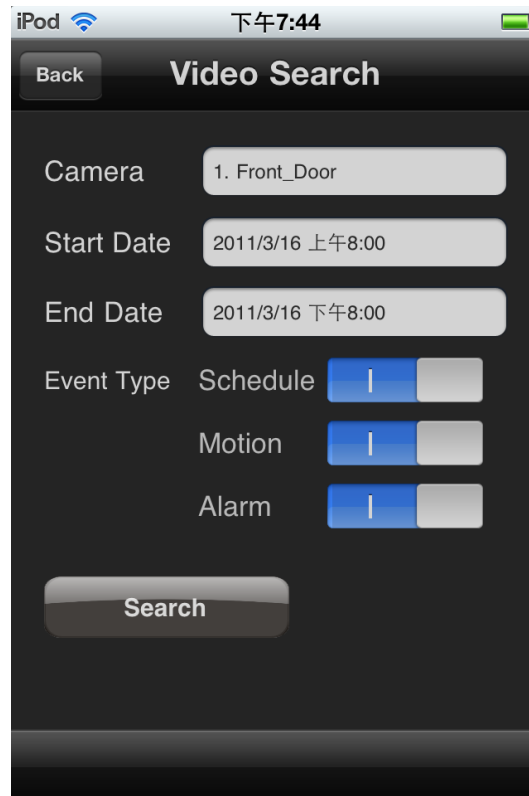 iPod 下午7:44
Back Video Search
Camera 1. Front_Door
Start Date 2011/3/16 上午8:00
End Date 2011/3/16 下午8:00
Event Type Schedule
Motion
Alarm
Search